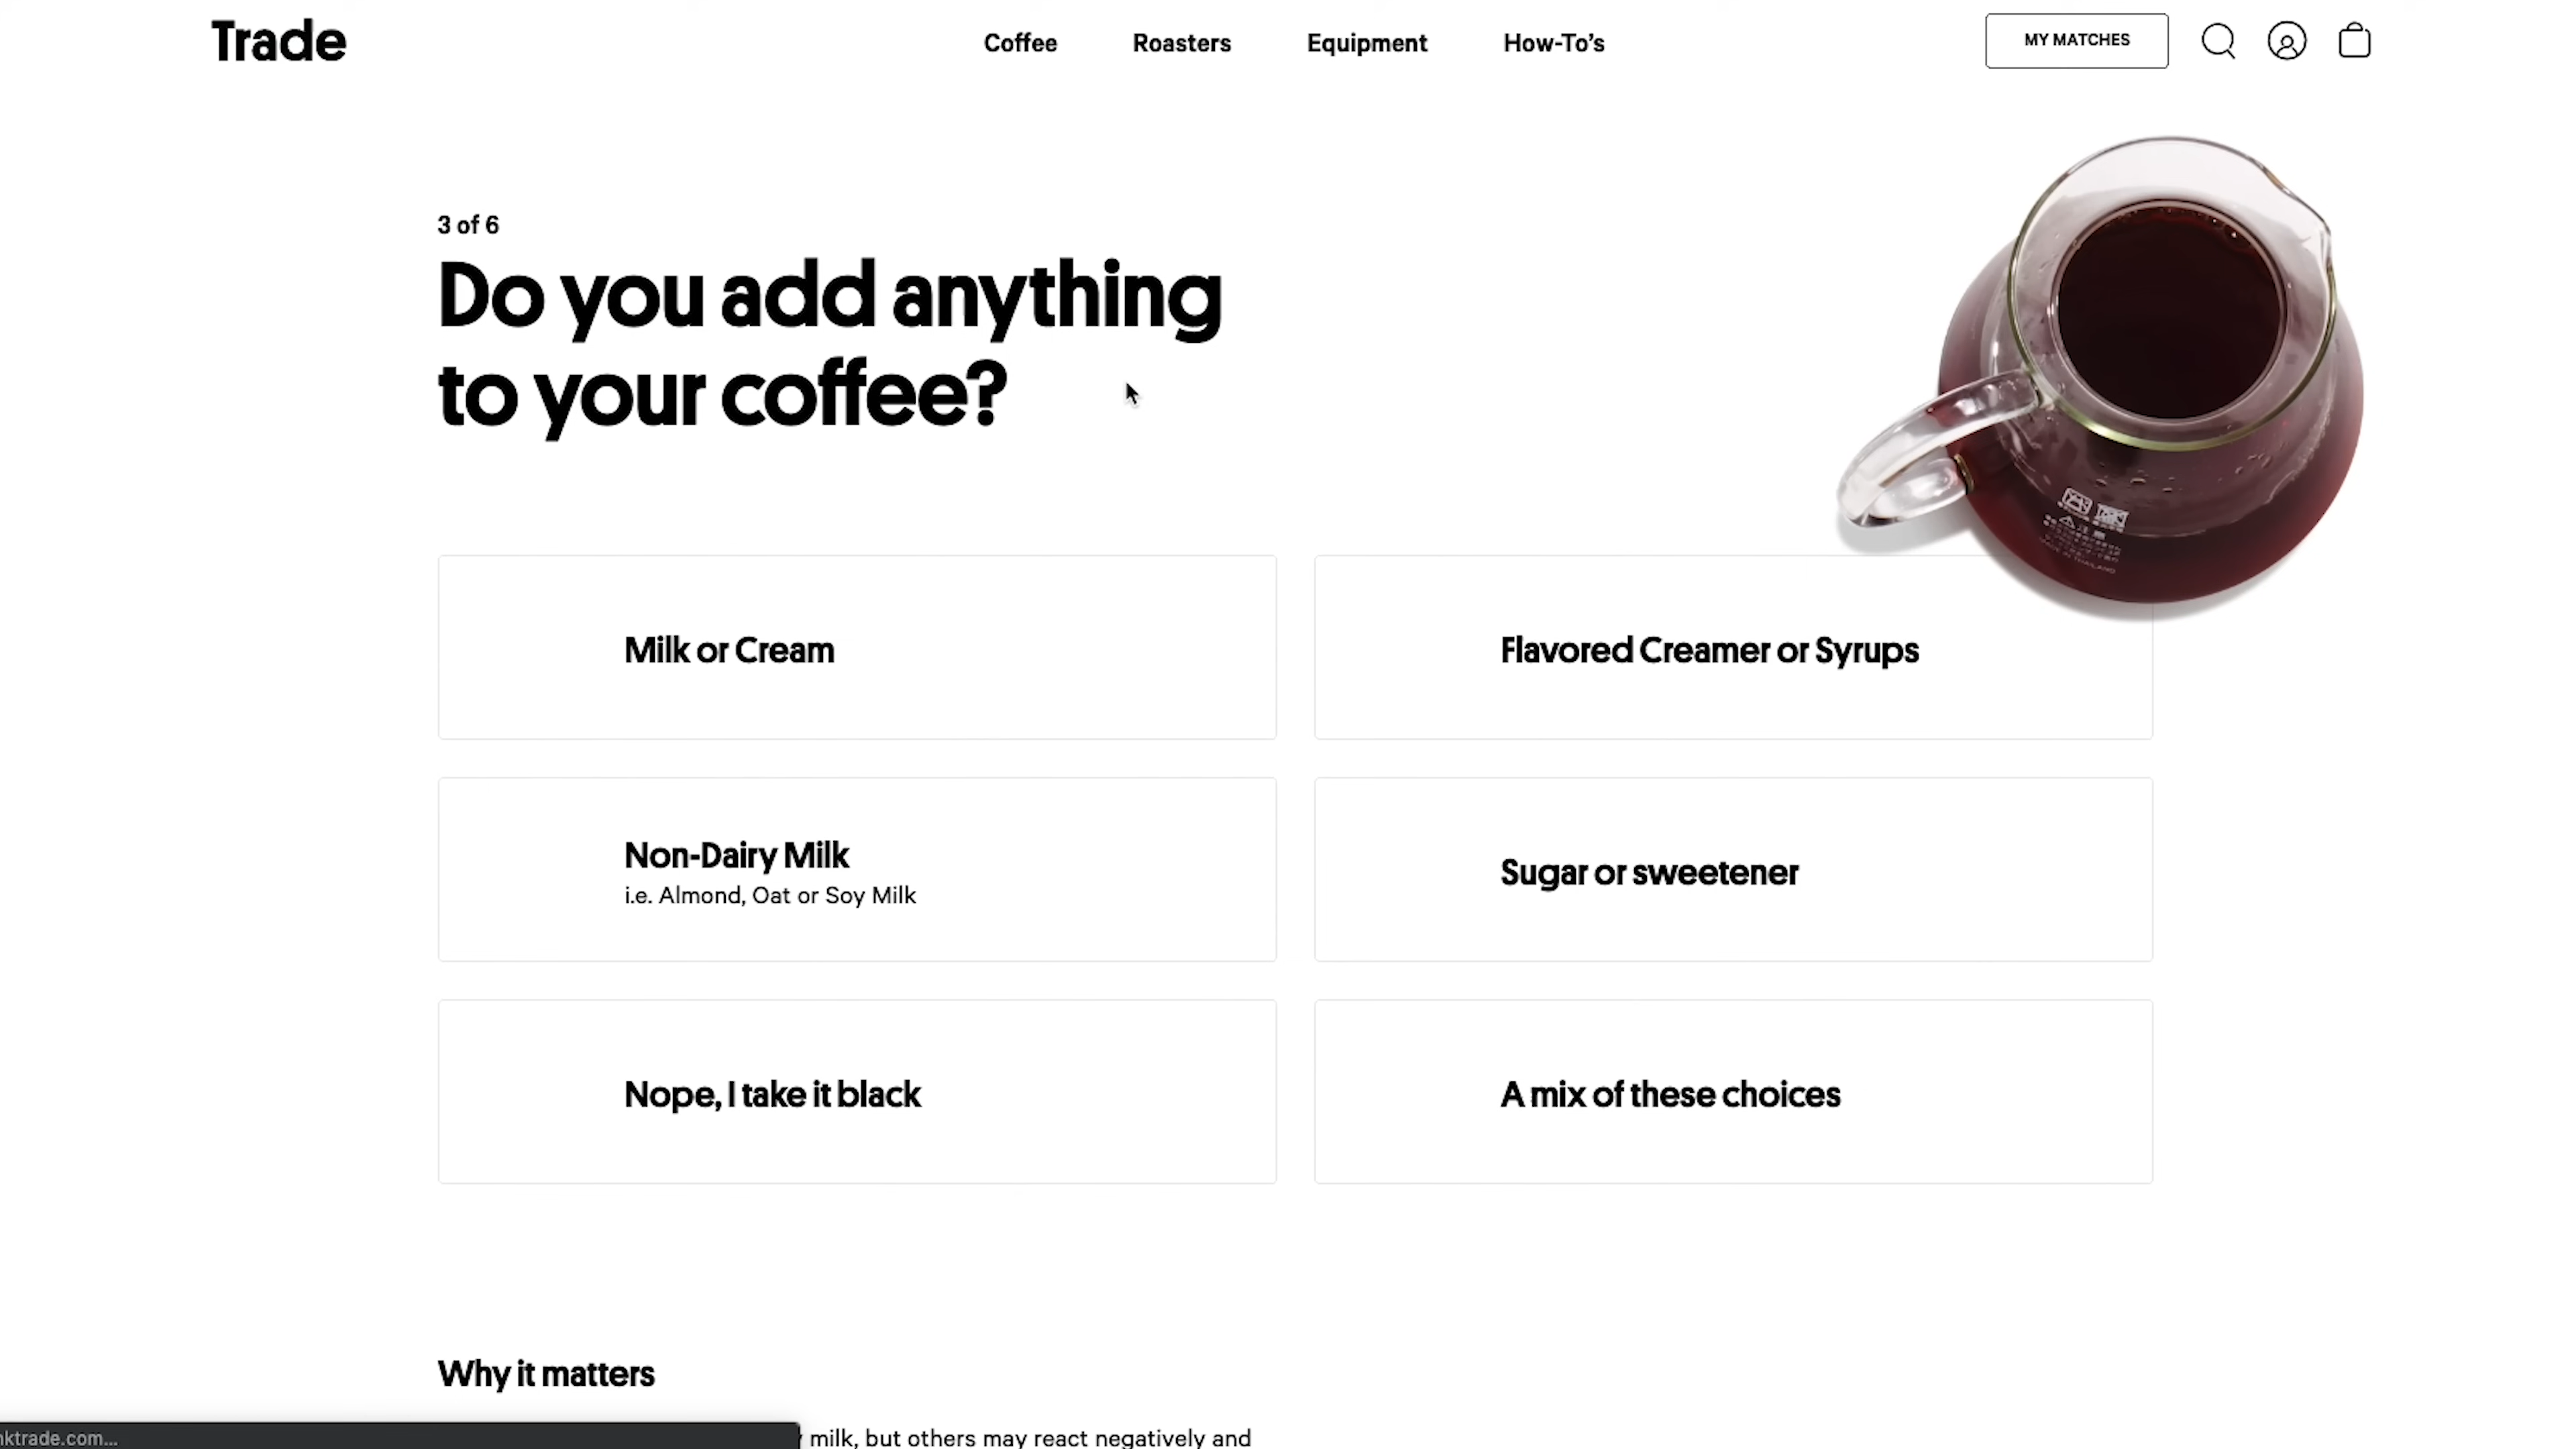 Trade
Coffee
Roasters
Equipment
How-To's
MY MATCHES
3 of 6
Do you add anything
to your coffee?
Milk or Cream
Flavored Creamer or Syrups
Non-Dairy Milk
i.e. Almond, Oat or Soy Milk
Sugar or sweetener
Nope, I take it black
A mix of these choices
Why it matters
milk, but others may react negatively and
nktrade.com...